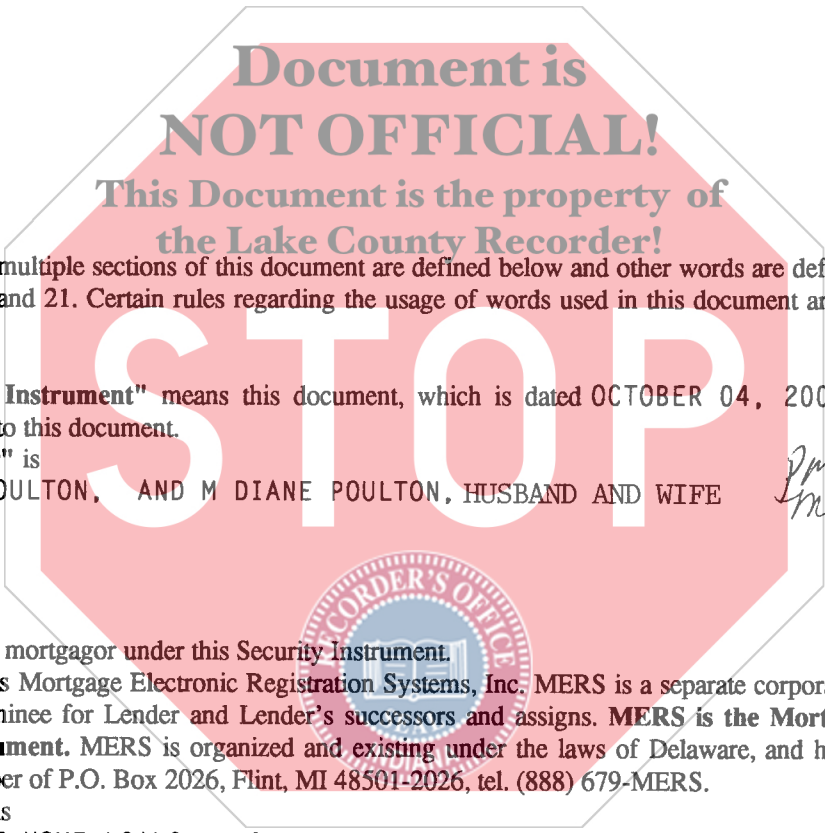 Document is
NOT OFFICIAL!
This Document is the property of
the Lake County Recorder!
multiple sections of this document are defined below and other words are def
and 21. Certain rules regarding the usage of words used in this document ar
STOP
Instrument" means this document, which is dated OCTOBER 04, 200
to this document.
" is
OULTON, AND M DIANE POULTON, HUSBAND AND WIFE
RECORDER'S OFFICE
mortgagor under this Security Instrument.
s Mortgage Electronic Registration Systems, Inc. MERS is a separate corpor
inee for Lender and Lender's successors and assigns. MERS is the Mort
ument. MERS is organized and existing under the laws of Delaware, and h
er of P.O. Box 2026, Flint, MI 48501-2026, tel. (888) 679-MERS.
INDIANA
s